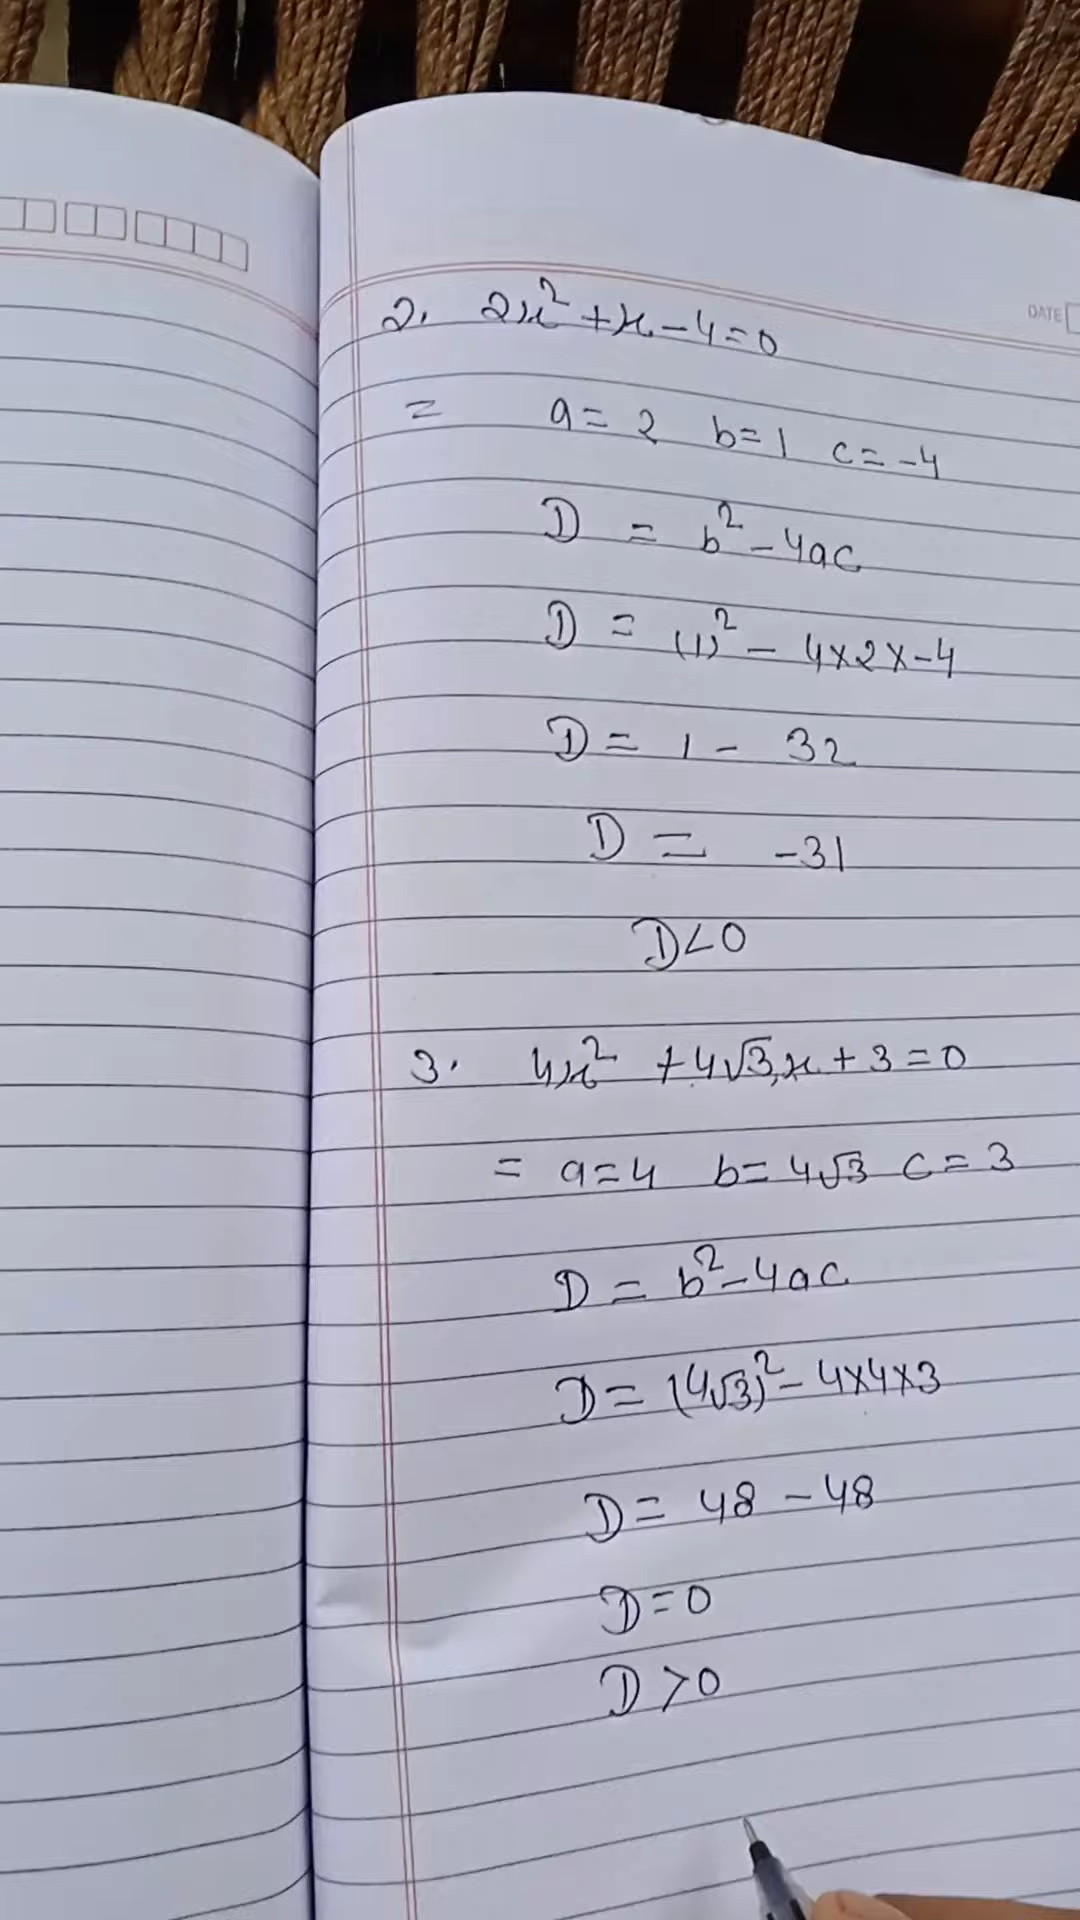 DATE
2. 2x² + x - 4 = 0
= a = 2 b = 1 c = -4
D = b² - 4ac
D = (1)² - 4×2×-4
D = 1 - 32
D = -31
D < 0
3. 4x² + 4√3x + 3 = 0
= a = 4 b = 4√3 c = 3
D = b² - 4ac
D = (4√3)² - 4×4×3
D = 48 - 48
D = 0
D > 0